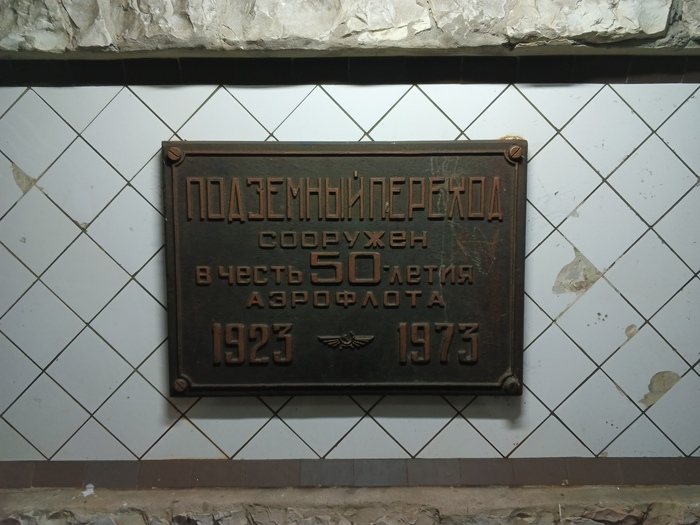 ПОДЗЕМНЫЙ ПЕРЕХОД
СООРУЖЕН
В ЧЕСТЬ 50-ЛЕТИЯ
АЭРОФЛОТА
1923 1973